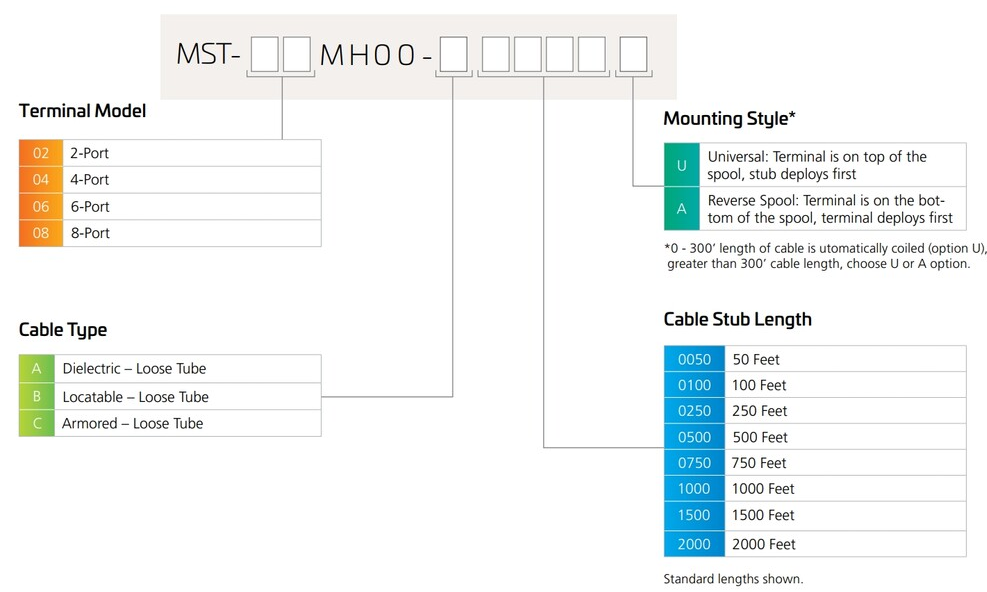 MST- MH00 -
Terminal Model
02 2-Port
04 4-Port
06 6-Port
08 8-Port
Mounting Style*
U Universal: Terminal is on top of the
spool, stub deploys first
A Reverse Spool: Terminal is on the bot-
tom of the spool, terminal deploys first
*0 - 300’ length of cable is utomatically coiled (option U),
greater than 300’ cable length, choose U or A option.
Cable Type
A Dielectric – Loose Tube
B Locatable – Loose Tube
C Armored – Loose Tube
Cable Stub Length
0050 50 Feet
0100 100 Feet
0250 250 Feet
0500 500 Feet
0750 750 Feet
1000 1000 Feet
1500 1500 Feet
2000 2000 Feet
Standard lengths shown.